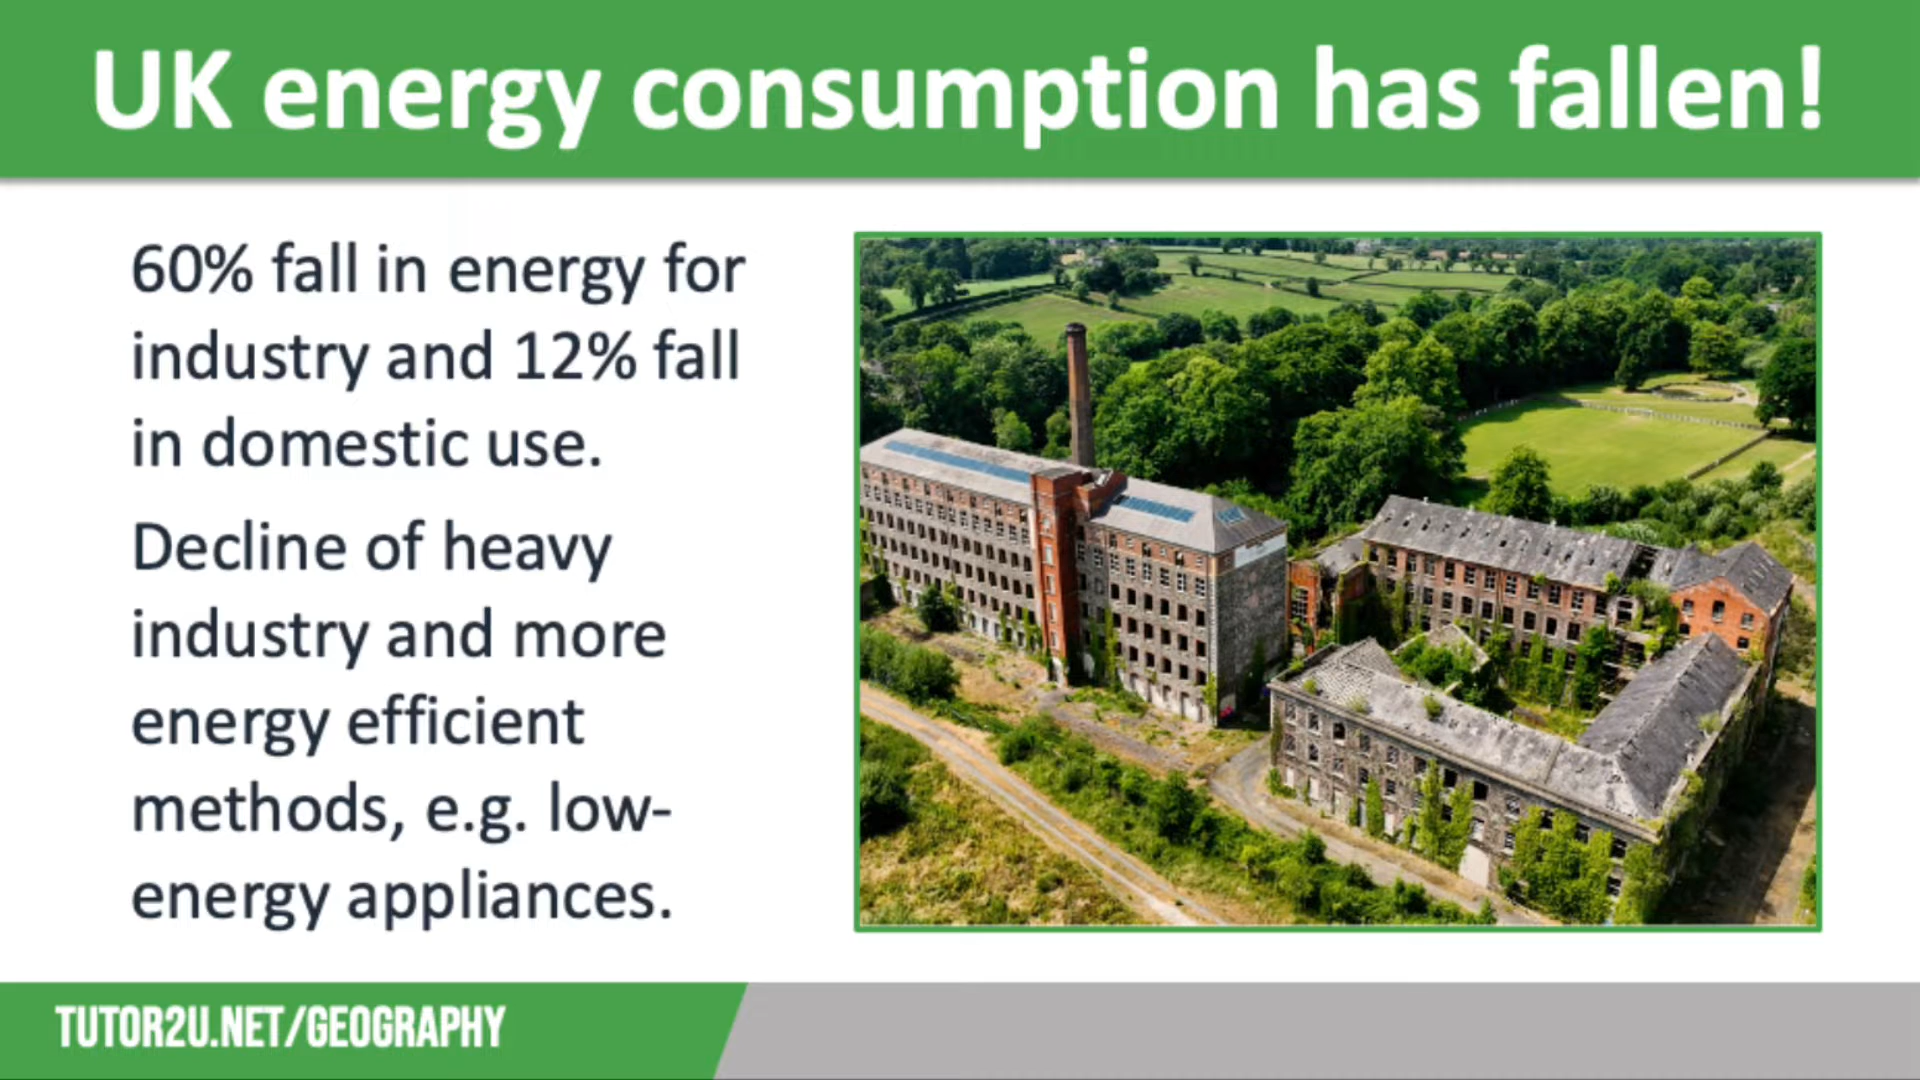 UK energy consumption has fallen!
60% fall in energy for
industry and 12% fall
in domestic use.
Decline of heavy
industry and more
energy efficient
methods, e.g. low-
energy appliances.
TUTOR2U.NET/GEOGRAPHY